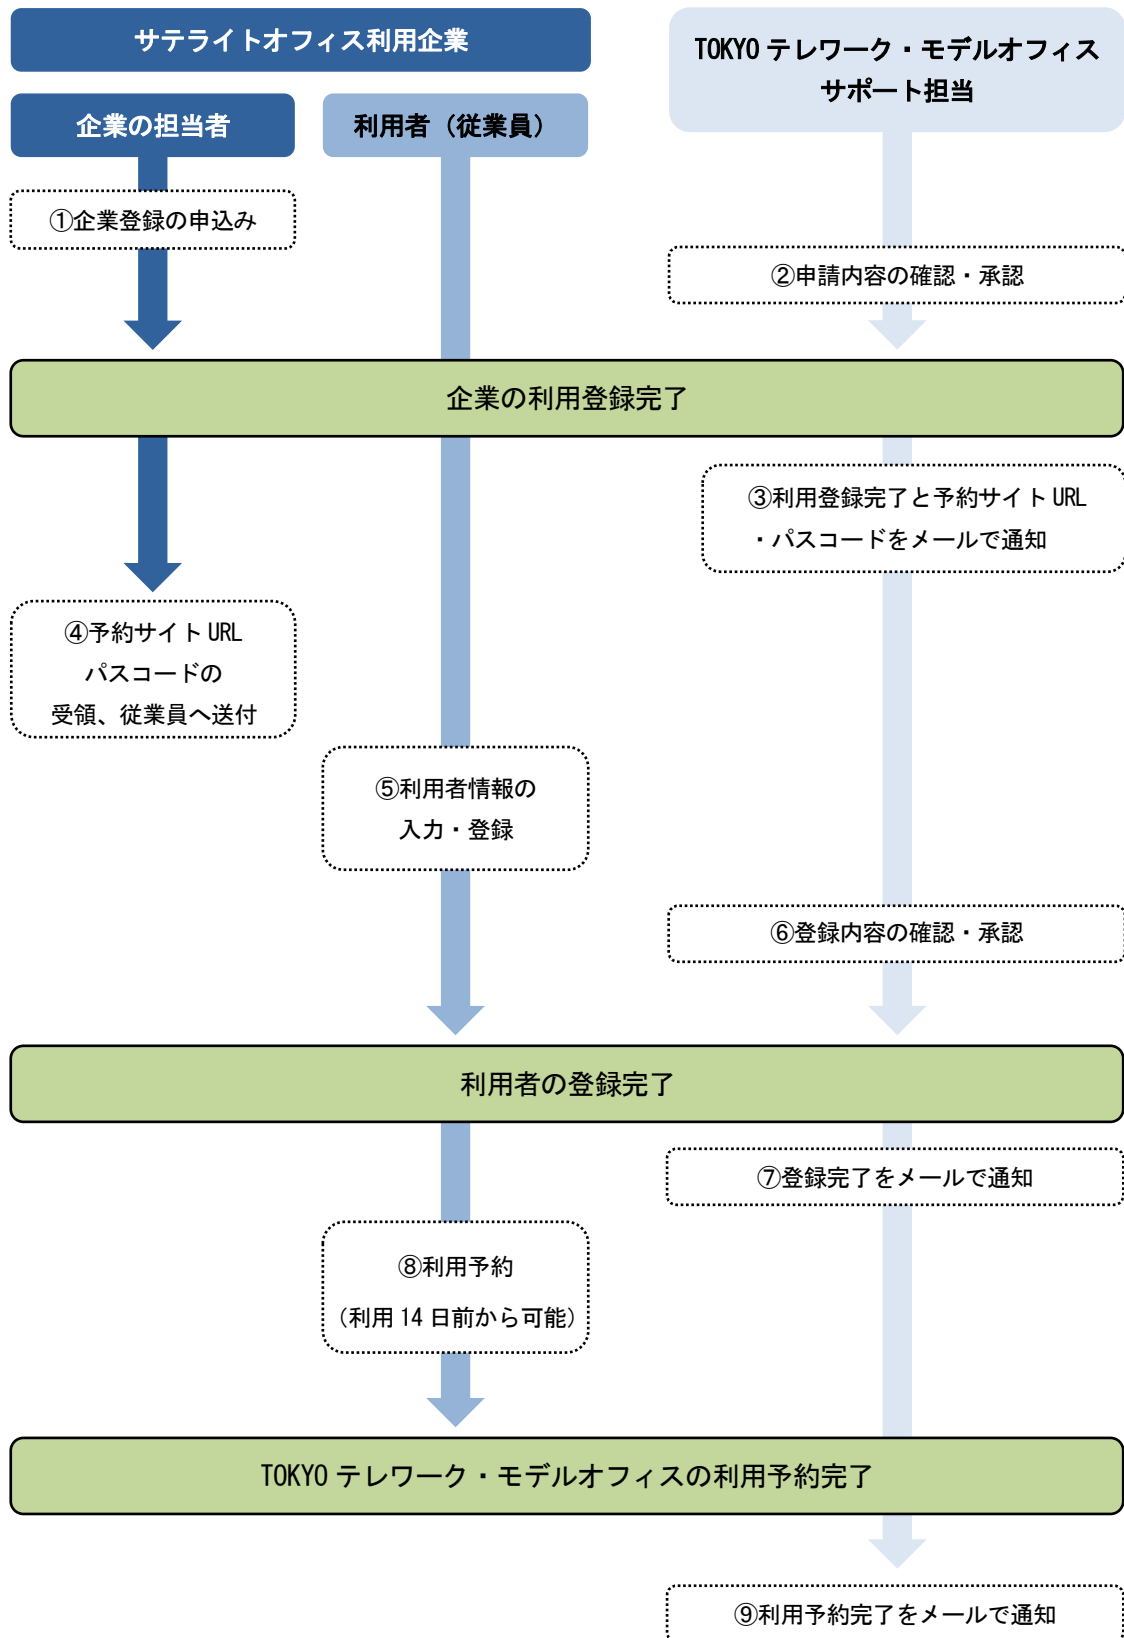 サテライトオフィス利用企業
TOKYO テレワーク・モデルオフィス
サポート担当
企業の担当者
利用者（従業員）
①企業登録の申込み
②申請内容の確認・承認
企業の利用登録完了
③利用登録完了と予約サイト URL
・パスコードをメールで通知
④予約サイト URL
パスコードの
受領、従業員へ送付
⑤利用者情報の
入力・登録
⑥登録内容の確認・承認
利用者の登録完了
⑦登録完了をメールで通知
⑧利用予約
（利用 14 日前から可能）
TOKYO テレワーク・モデルオフィスの利用予約完了
⑨利用予約完了をメールで通知